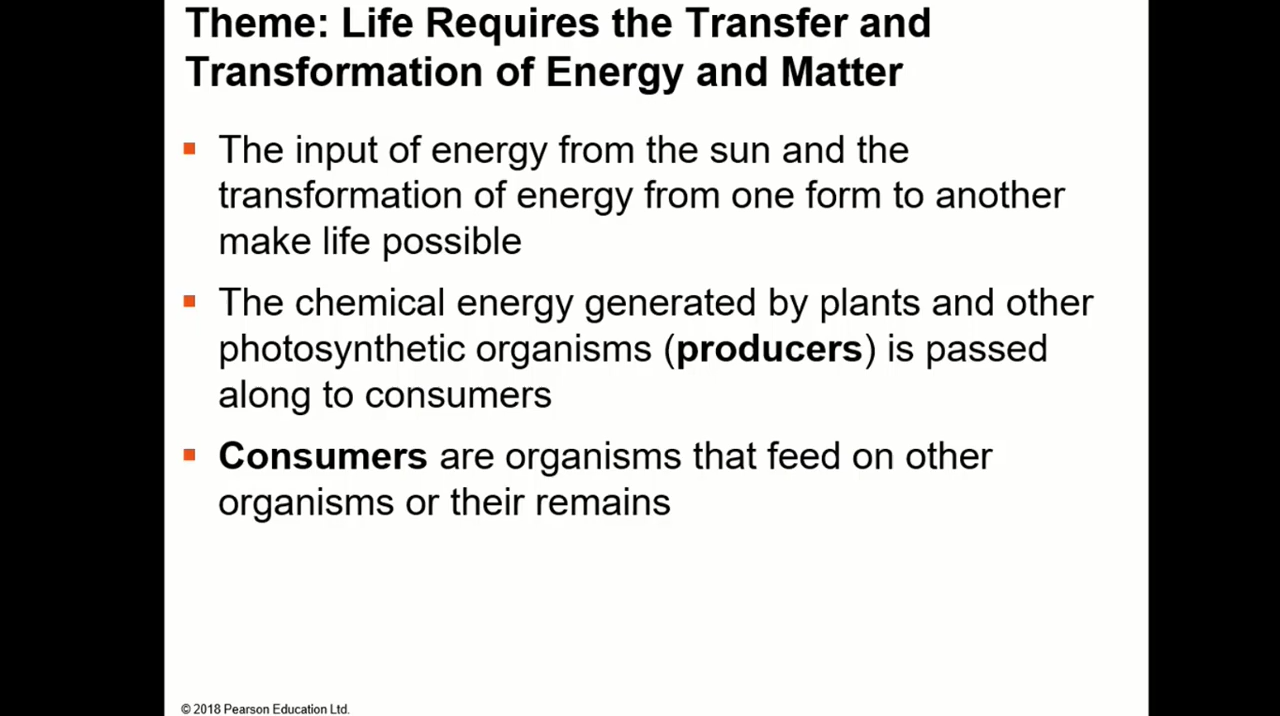 Theme: Life Requires the Transfer and
Transformation of Energy and Matter
The input of energy from the sun and the
transformation of energy from one form to another
make life possible
The chemical energy generated by plants and other
photosynthetic organisms (producers) is passed
along to consumers
Consumers are organisms that feed on other
organisms or their remains
© 2018 Pearson Education Ltd.